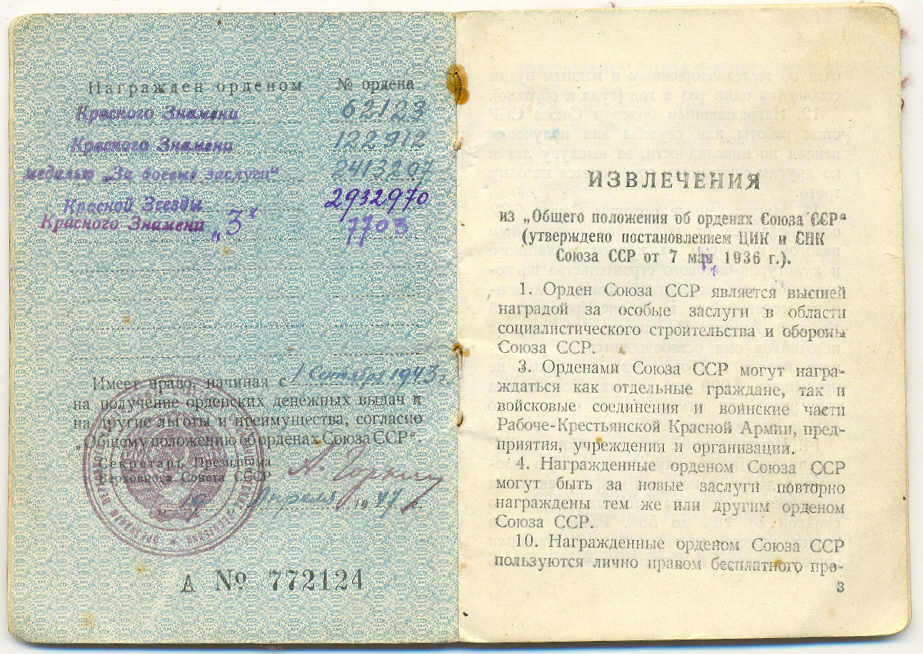 Награжден орденом № ордена
Красного Знамени 62123
Красного Знамени 122912
медалью „За боевые заслуги“ 2413297
Красной Звезды 2932970
Красного Знамени „3“ 7703
Имеет право, начиная с 1 Сентября 1943 г.
на получение орденских денежных выдач и
на другие льготы и преимущества, согласно
„Общему положению об орденах Союза ССР“.
Секретарь Президиума
Верховного Совета СССР А. Горкин
19 Апреля 1947 г.
А № 772124
ИЗВЛЕЧЕНИЯ
из „Общего положения об орденах Союза ССР“
(утверждено постановлением ЦИК и СНК
Союза ССР от 7 мая 1936 г.).
1. Орден Союза ССР является высшей
наградой за особые заслуги в области
социалистического строительства и обороны
Союза ССР.
3. Орденами Союза ССР могут награ-
ждаться как отдельные граждане, так и
войсковые соединения и воинские части
Рабоче-Крестьянской Красной Армии, пред-
приятия, учреждения и организации.
4. Награжденные орденом Союза ССР
могут быть за новые заслуги повторно
награждены тем же или другим орденом
Союза ССР.
10. Награжденные орденом Союза ССР
пользуются лично правом бесплатного про-
3